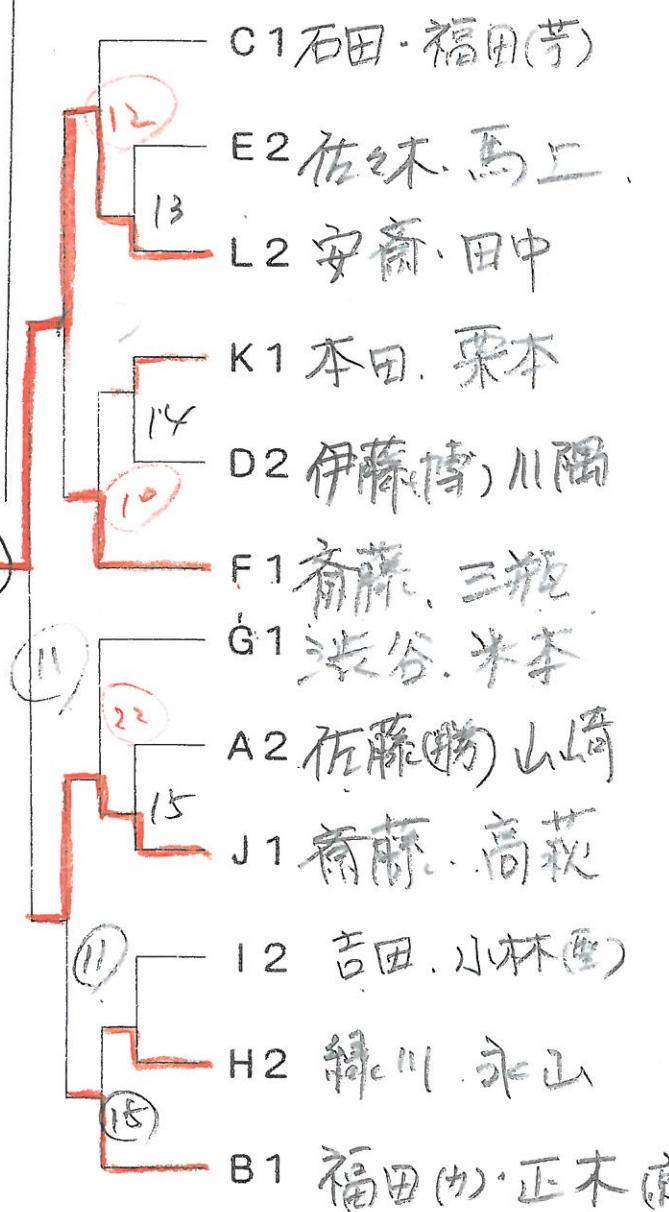 C1 石田・福田(芳)
12
E2 佐々木・馬上
13
L2 安斎・田中
K1 本田・栗本
14
D2 伊藤(博) 川隅
10
F1 斎藤・三瓶
G1 渋谷・米本
11
22
A2 佐藤(勝) 山崎
15
J1 斎藤・高萩
I2 吉田・小林
11
H2 緑川 永山
15
B1 福田(力)・正木